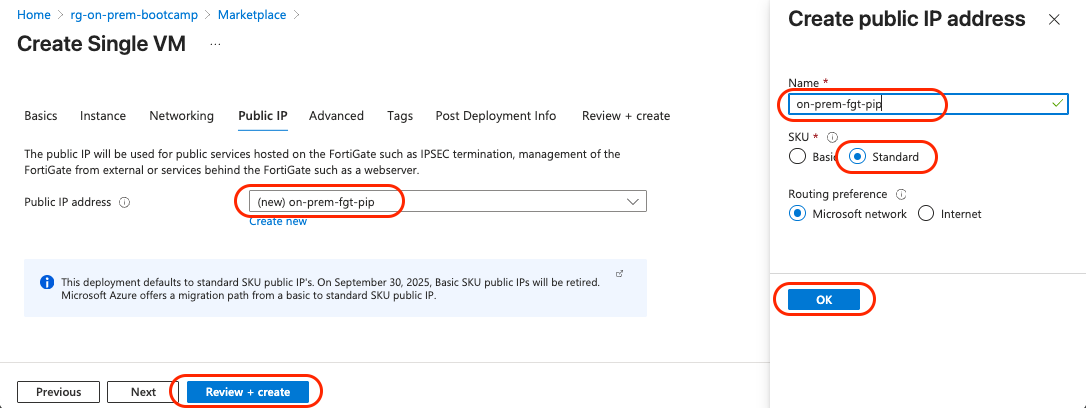 Home > rg-on-prem-bootcamp > Marketplace >
Create Single VM ...
Basics Instance Networking Public IP Advanced Tags Post Deployment Info Review + create
The public IP will be used for public services hosted on the FortiGate such as IPSEC termination, management of the
FortiGate from external or services behind the FortiGate such as a webserver.
Public IP address
(new) on-prem-fgt-pip
Create new
This deployment defaults to standard SKU public IP's. On September 30, 2025, Basic SKU public IPs will be retired.
Microsoft Azure offers a migration path from a basic to standard SKU public IP.
Previous Next Review + create
Create public IP address
Name *
on-prem-fgt-pip
SKU *
Basic Standard
Routing preference
Microsoft network Internet
OK